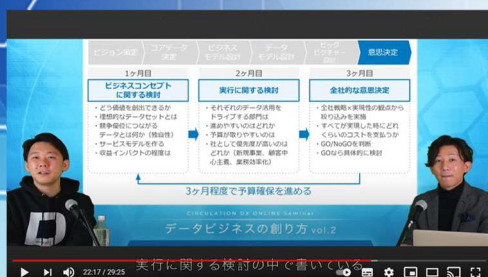 ビジョン策定
コアデータ
決定
ビジネス
モデル設計
データ
モデル設計
ビッグ
ピクチャー
設計
意思決定
1ヶ月目
ビジネスコンセプト
に関する検討
・どう価値を創出できるか
・理想的なデータセットとは
・競争優位につながる
データとは何か（独自性）
・サービスモデルを作る
・収益インパクトの程度は
2ヶ月目
実行に関する検討
・それぞれのデータ活用を
ドライブする部門は
・進めやすいのはどれか
・予算が取りやすいのは
・社として優先度が高いのは
どれか（新規事業、顧客中
心主義、業務効率化）
3ヶ月目
全社的な意思決定
・全社戦略×実現性の観点から
絞り込みを実施
・すべてが実現した時にどれ
くらいのコストを支払うか
・GO/NoGOを判断
・GOなら具体的に検討
3ヶ月程度で予算確保を進める
CIRCULATION DX ONLINE Seminar
データビジネスの創り方 vol.2
実行に関する検討の中で書いている
22:17 / 29:25